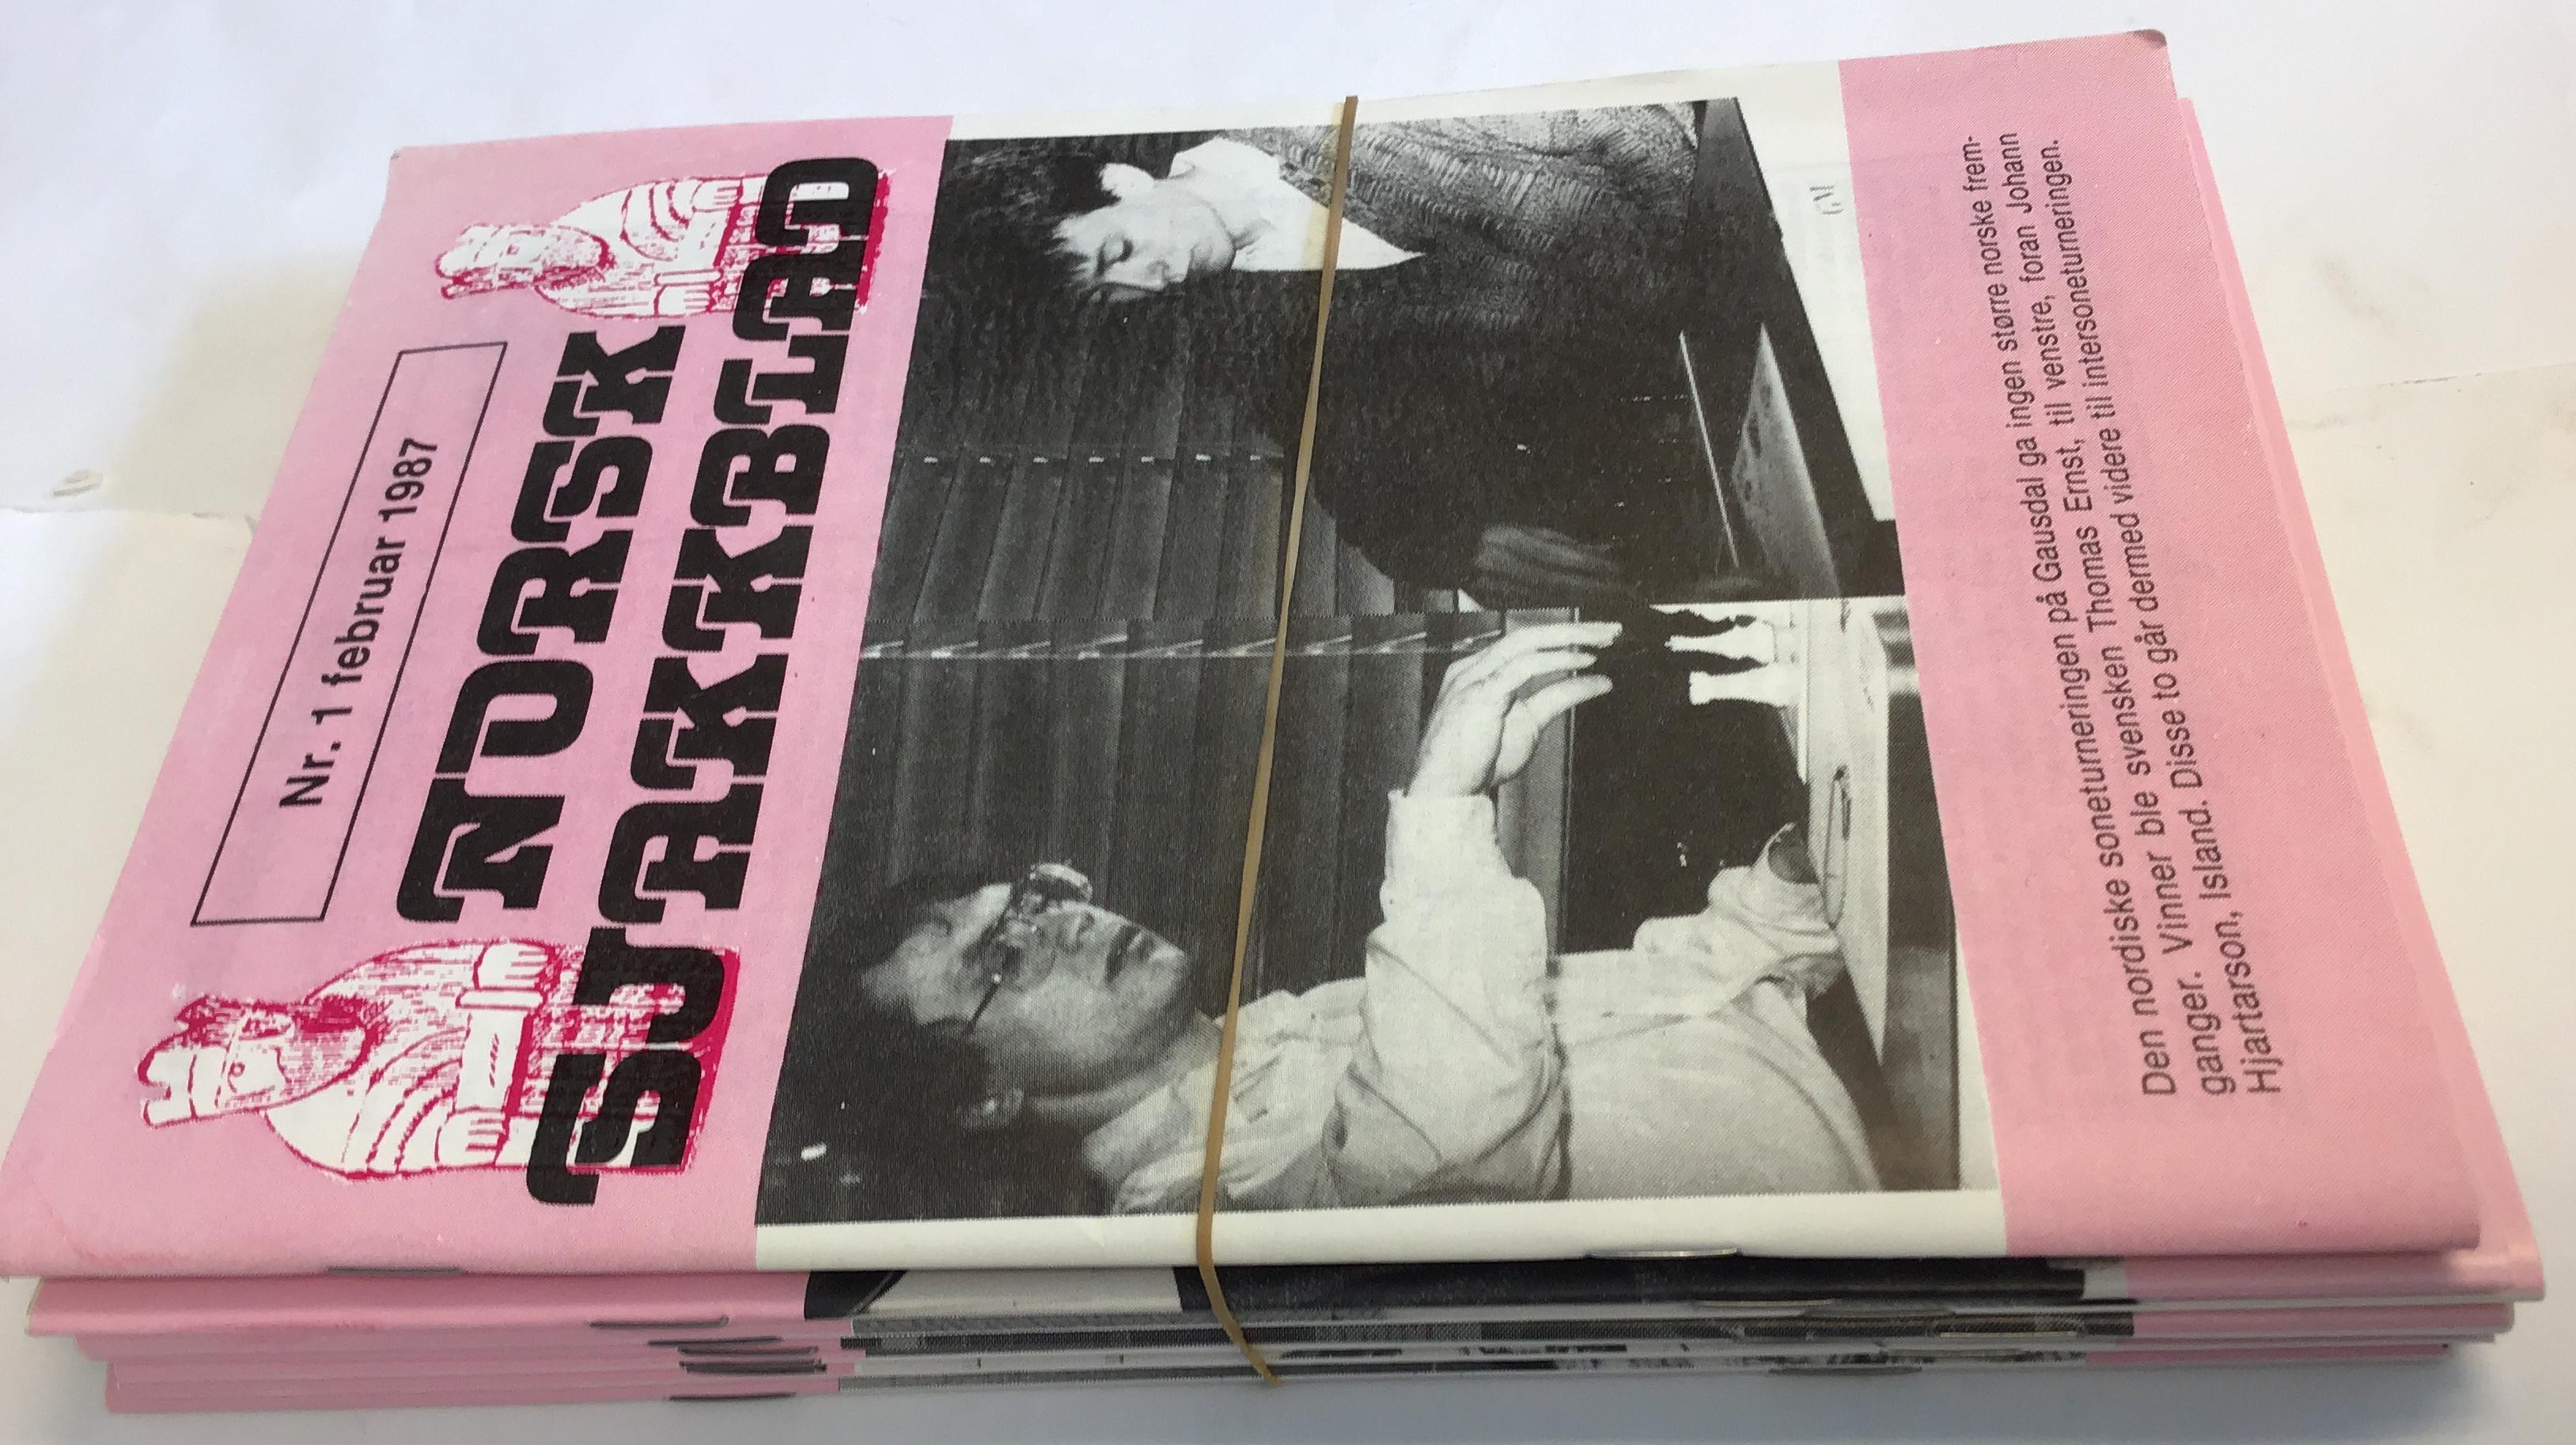 Nr. 1 februar 1987
NORSK
SJAKKBLAD
GM
Den nordiske soneturneringen på Gausdal ga ingen større norske frem-
ganger. Vinner ble svensken Thomas Ernst, til venstre, foran Johann
Hjartarson, Island. Disse to går dermed videre til intersoneturneringen.